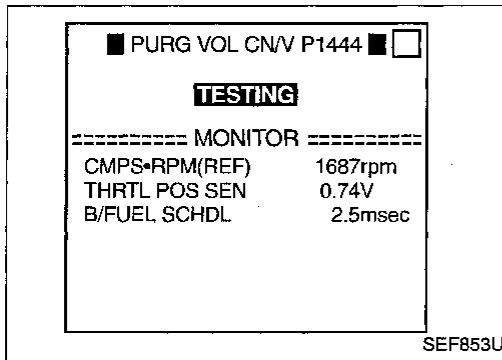 ■ PURG VOL CN/V P1444 ■ □
TESTING
========== MONITOR ==========
CMPS•RPM(REF) 1687rpm
THRTL POS SEN 0.74V
B/FUEL SCHDL 2.5msec
SEF853U